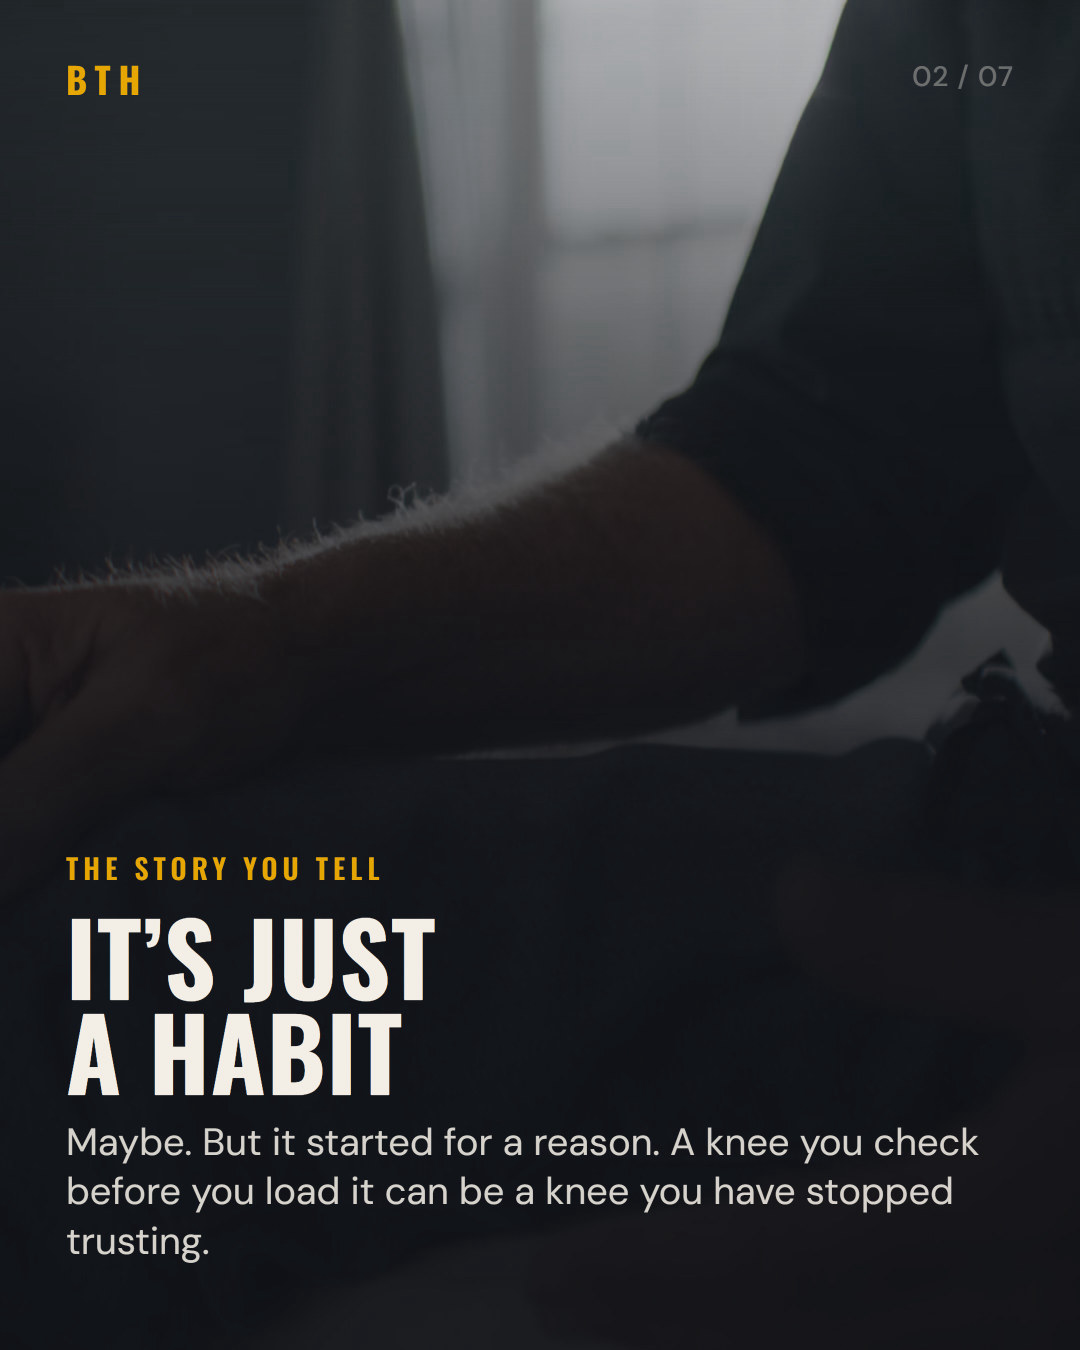 BTH
02 / 07
THE STORY YOU TELL
IT’S JUST
A HABIT
Maybe. But it started for a reason. A knee you check
before you load it can be a knee you have stopped
trusting.